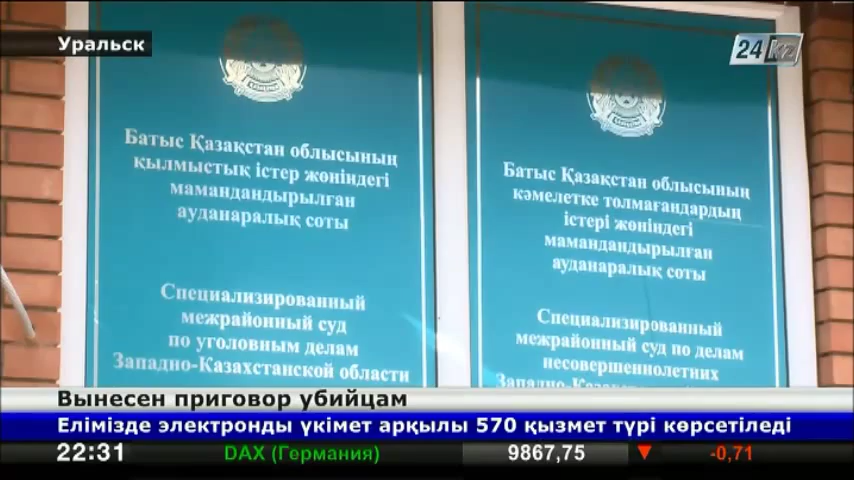 Уральск
24kz
Батыс Қазақстан облысының
қылмыстық істер жөніндегі
мамандандырылған
ауданаралық соты
Специализированный
межрайонный суд
по уголовным делам
Западно-Казахстанской области
Батыс Қазақстан облысының
кәмелетке толмағандардың
істері жөніндегі
мамандандырылған
ауданаралық соты
Специализированный
межрайонный суд по делам
несовершеннолетних
Вынесен приговор убийцам
Елімізде электронды үкімет арқылы 570 қызмет түрі көрсетіледі
22:31 DAX (Германия) 9867,75 ▼ -0,71